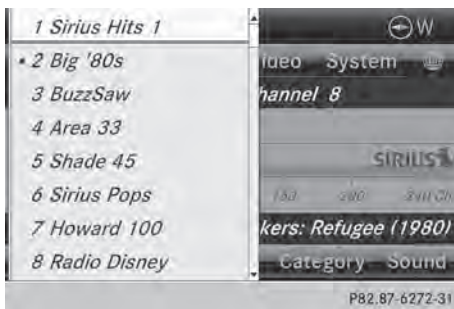 1 Sirius Hits 1
• 2 Big '80s
3 BuzzSaw
4 Area 33
5 Shade 45
6 Sirius Pops
7 Howard 100
8 Radio Disney
W
ideo System
hannel 8
SIRIUS
150 200
kers: Refugee (1980)
Category Sound
P82.87-6272-31